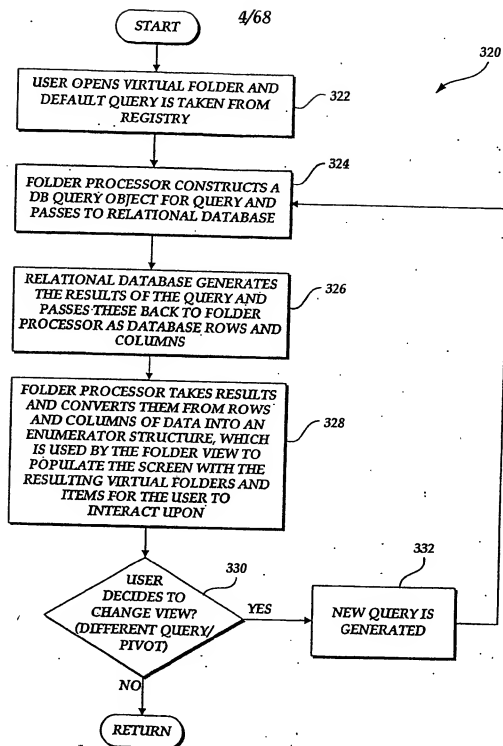 4/68
START
320
USER OPENS VIRTUAL FOLDER AND
DEFAULT QUERY IS TAKEN FROM
REGISTRY
322
FOLDER PROCESSOR CONSTRUCTS A
DB QUERY OBJECT FOR QUERY AND
PASSES TO RELATIONAL DATABASE
324
RELATIONAL DATABASE GENERATES
THE RESULTS OF THE QUERY AND
PASSES THESE BACK TO FOLDER
PROCESSOR AS DATABASE ROWS AND
COLUMNS
326
FOLDER PROCESSOR TAKES RESULTS
AND CONVERTS THEM FROM ROWS
AND COLUMNS OF DATA INTO AN
ENUMERATOR STRUCTURE, WHICH
IS USED BY THE FOLDER VIEW TO
POPULATE THE SCREEN WITH THE
RESULTING VIRTUAL FOLDERS AND
ITEMS FOR THE USER TO
INTERACT UPON
328
USER
DECIDES TO
CHANGE VIEW?
(DIFFERENT QUERY/
PIVOT)
330
YES
332
NEW QUERY IS
GENERATED
NO
RETURN